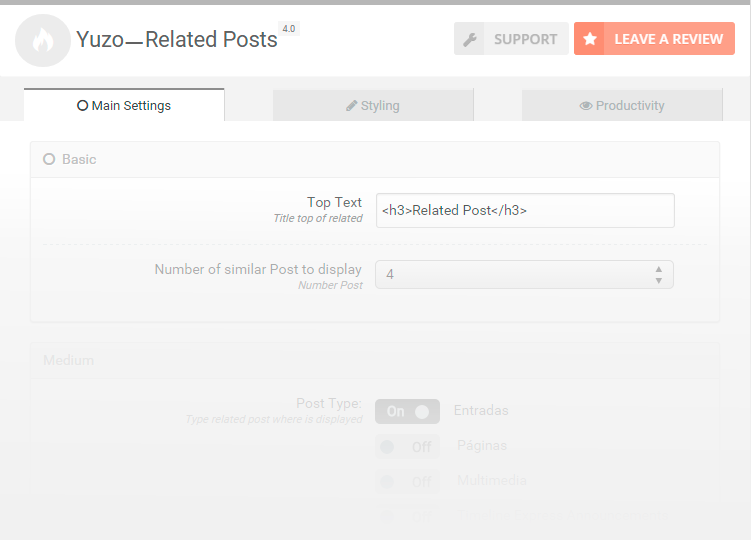 Yuzo—Related Posts
4.0
SUPPORT
LEAVE A REVIEW
Main Settings
Styling
Productivity
Basic
Top Text
Title top of related
<h3>Related Post</h3>
Number of similar Post to display
Number Post
4
Medium
Post Type:
Type related post where is displayed
On
Entradas
Off
Páginas
Off
Multimedia